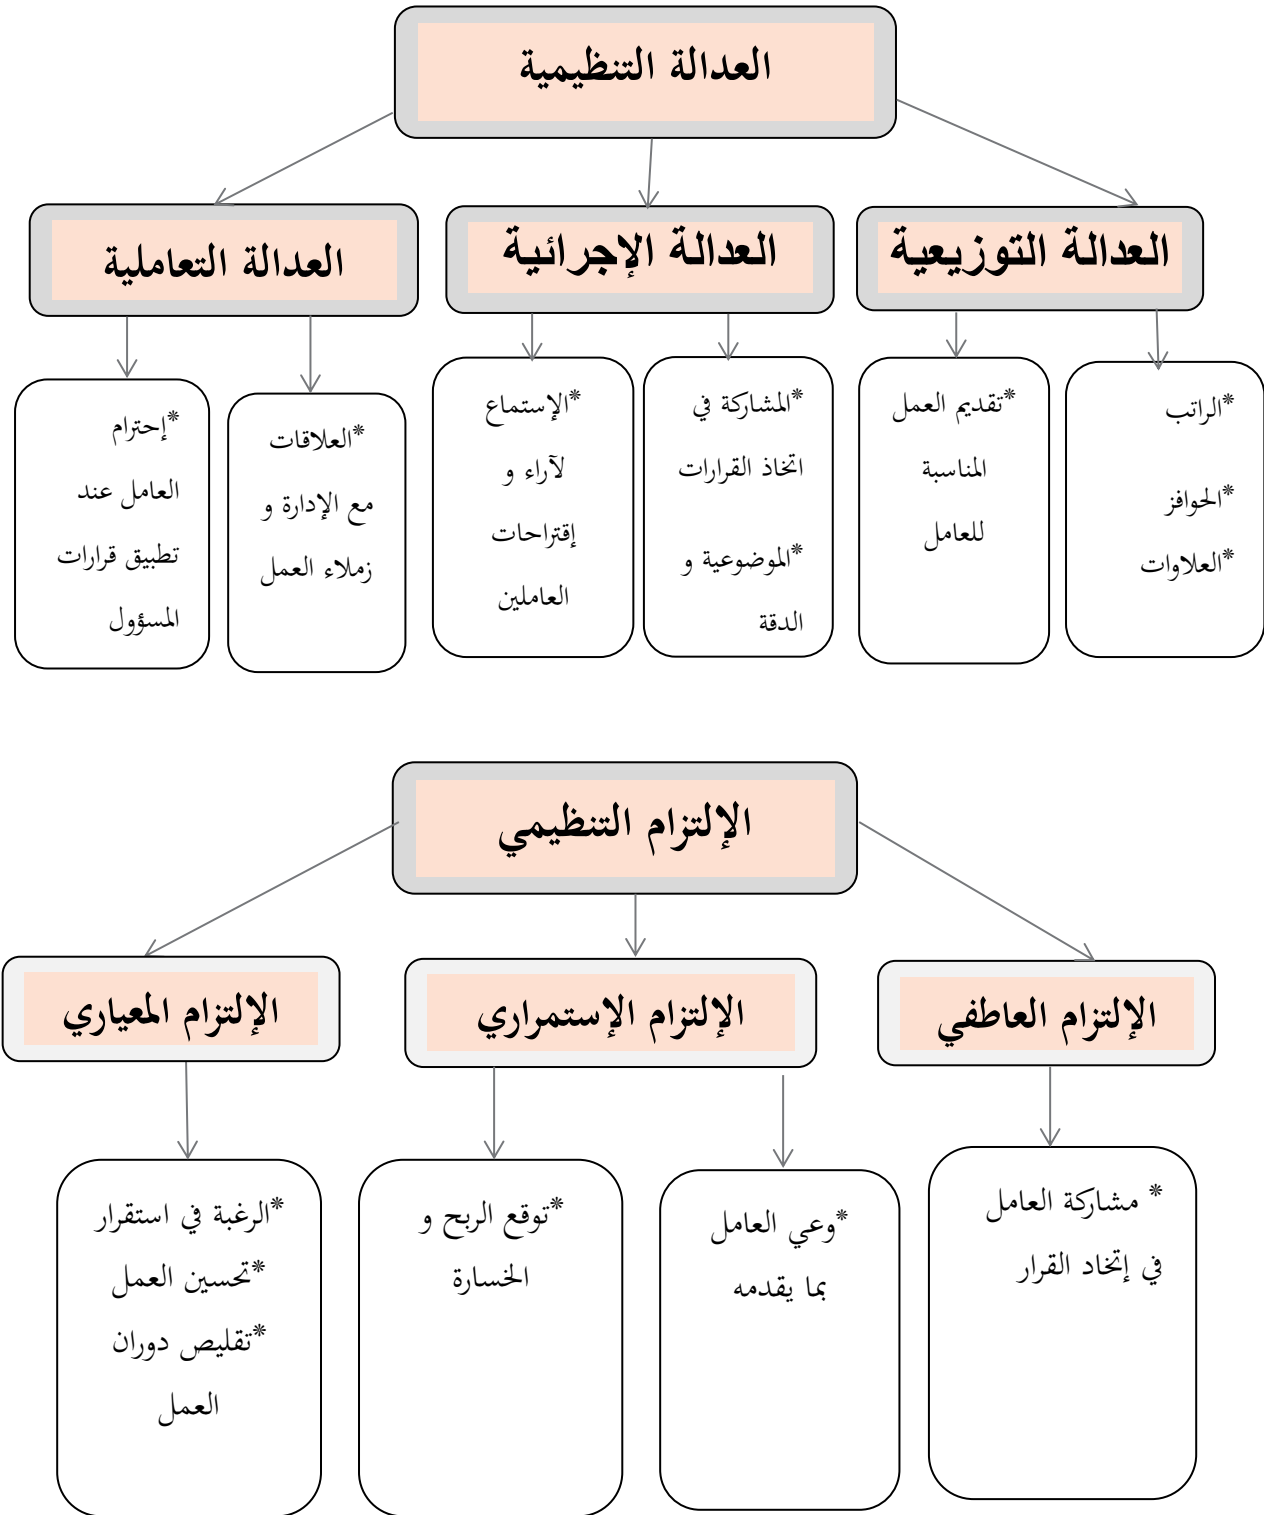 العدالة التنظيمية
العدالة التوزيعية
العدالة الإجرائية
العدالة التعاملية
*الراتب
*الحوافز
*العلاوات
*تقديم العمل
المناسبة
للعامل
*المشاركة في
اتخاذ القرارات
*الموضوعية و
الدقة
*الإستماع
لآراء و
إقتراحات
العاملين
*العلاقات
مع الإدارة و
زملاء العمل
*إحترام
العامل عند
تطبيق قرارات
المسؤول
الإلتزام التنظيمي
الإلتزام العاطفي
الإلتزام الإستمراري
الإلتزام المعياري
* مشاركة العامل
في إتخاد القرار
*وعي العامل
بما يقدمه
*توقع الربح و
الخسارة
*الرغبة في استقرار
*تحسين العمل
*تقليص دوران
العمل